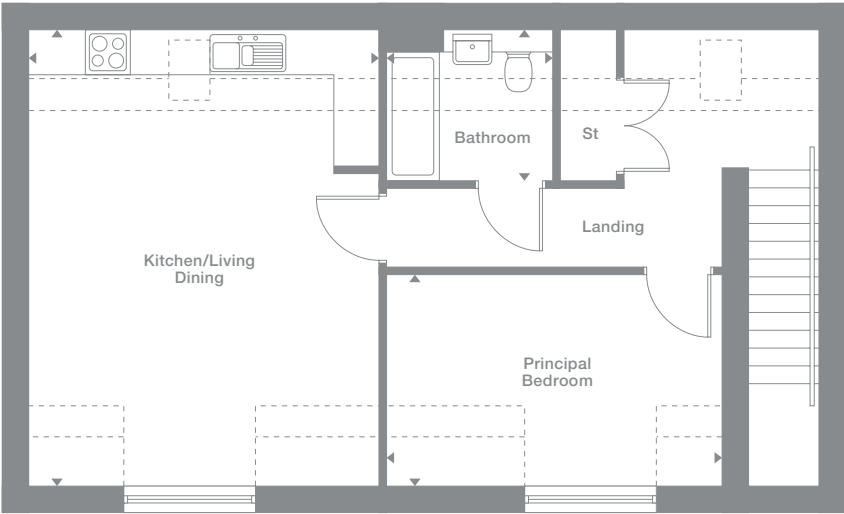 Bathroom
St
Landing
Kitchen/Living
Dining
Principal
Bedroom